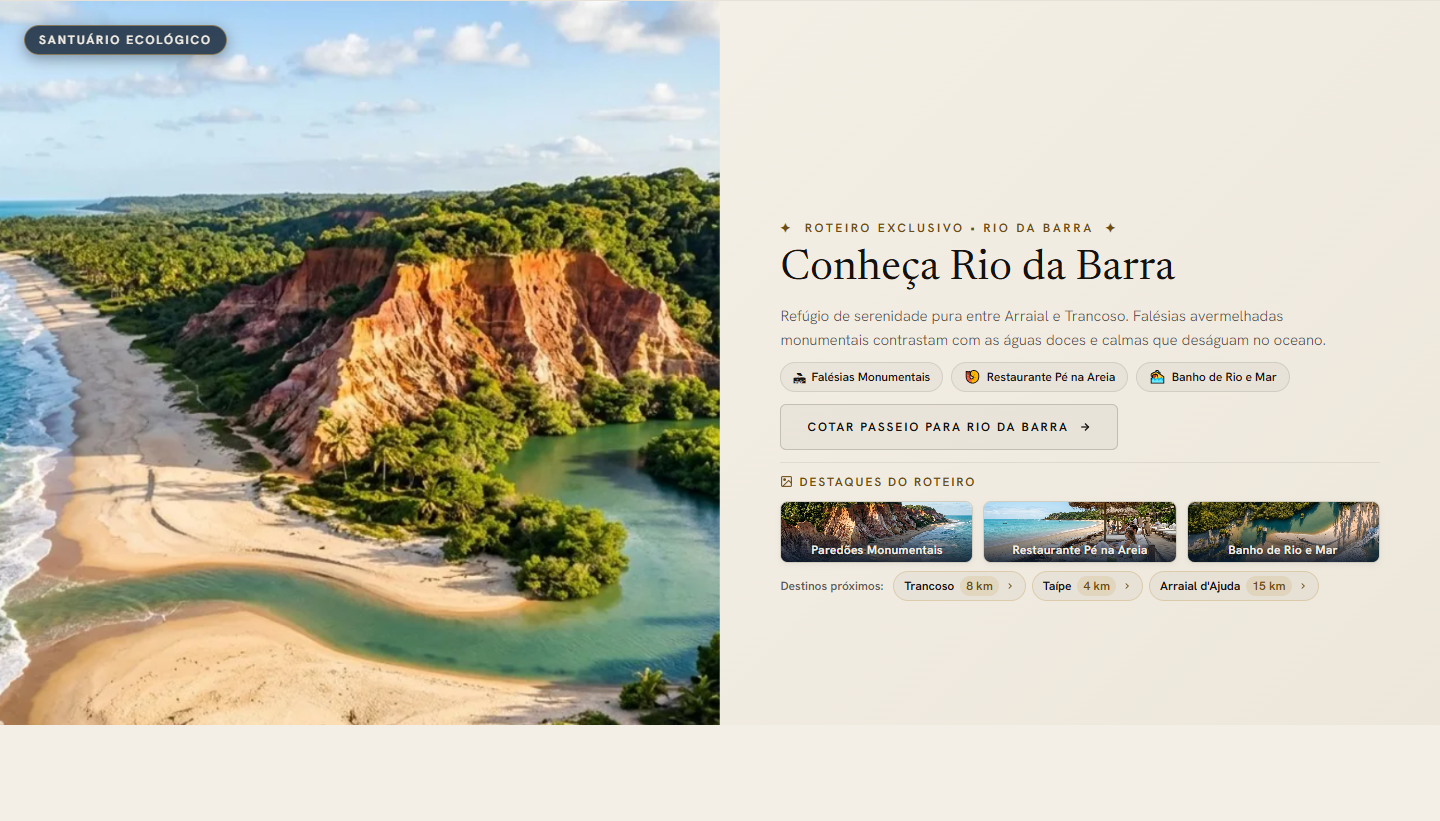 SANTUÁRIO ECOLÓGICO
✦ ROTEIRO EXCLUSIVO • RIO DA BARRA ✦
Conheça Rio da Barra
Refúgio de serenidade pura entre Arraial e Trancoso. Falésias avermelhadas
monumentais contrastam com as águas doces e calmas que deságuam no oceano.
Falésias Monumentais
Restaurante Pé na Areia
Banho de Rio e Mar
COTAR PASSEIO PARA RIO DA BARRA →
DESTAQUES DO ROTEIRO
Paredões Monumentais
Restaurante Pé na Areia
Banho de Rio e Mar
Destinos próximos: Trancoso 8 km › Taípe 4 km › Arraial d'Ajuda 15 km ›